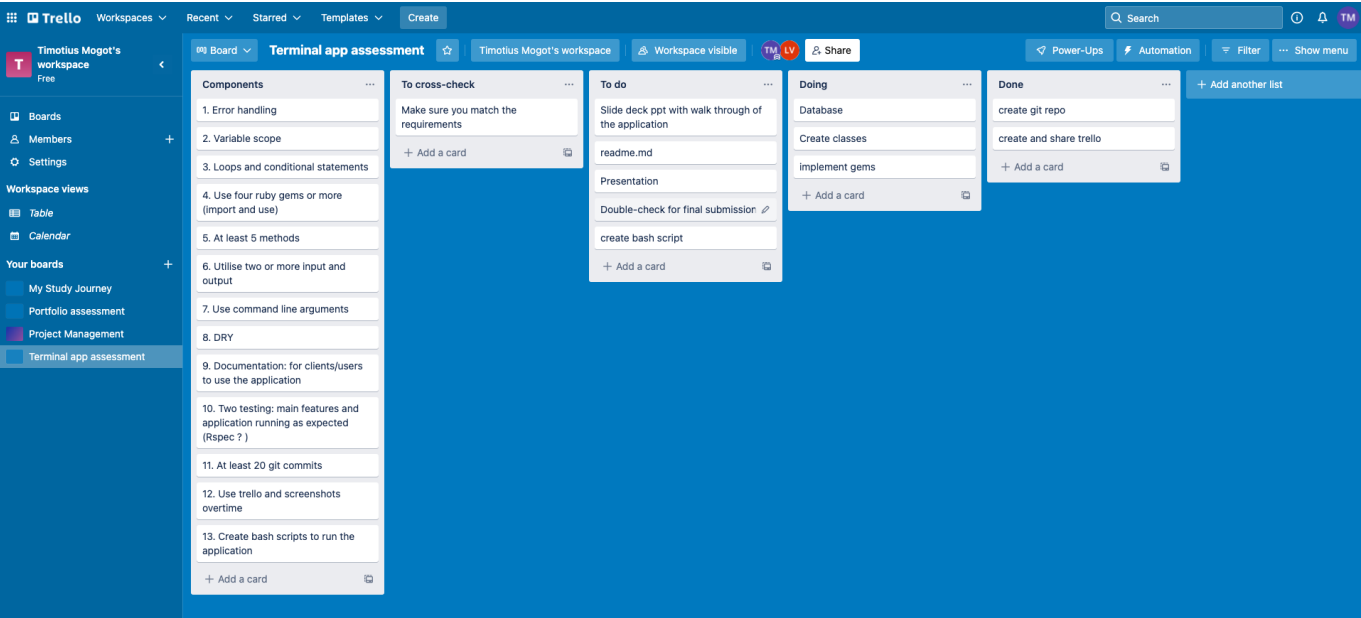 Trello
Workspaces
Recent
Starred
Templates
Create
Search
TM
T
Timotius Mogot's
workspace
Free
Boards
Members
Settings
Workspace views
Table
Calendar
Your boards
My Study Journey
Portfolio assessment
Project Management
Terminal app assessment
Board
Terminal app assessment
Timotius Mogot's workspace
Workspace visible
TM
LV
Share
Power-Ups
Automation
Filter
Show menu
Components
1. Error handling
2. Variable scope
3. Loops and conditional statements
4. Use four ruby gems or more
(import and use)
5. At least 5 methods
6. Utilise two or more input and
output
7. Use command line arguments
8. DRY
9. Documentation: for clients/users
to use the application
10. Two testing: main features and
application running as expected
(Rspec ? )
11. At least 20 git commits
12. Use trello and screenshots
overtime
13. Create bash scripts to run the
application
+ Add a card
To cross-check
Make sure you match the
requirements
+ Add a card
To do
Slide deck ppt with walk through of
the application
readme.md
Presentation
Double-check for final submission
create bash script
+ Add a card
Doing
Database
Create classes
implement gems
+ Add a card
Done
create git repo
create and share trello
+ Add a card
+ Add another list